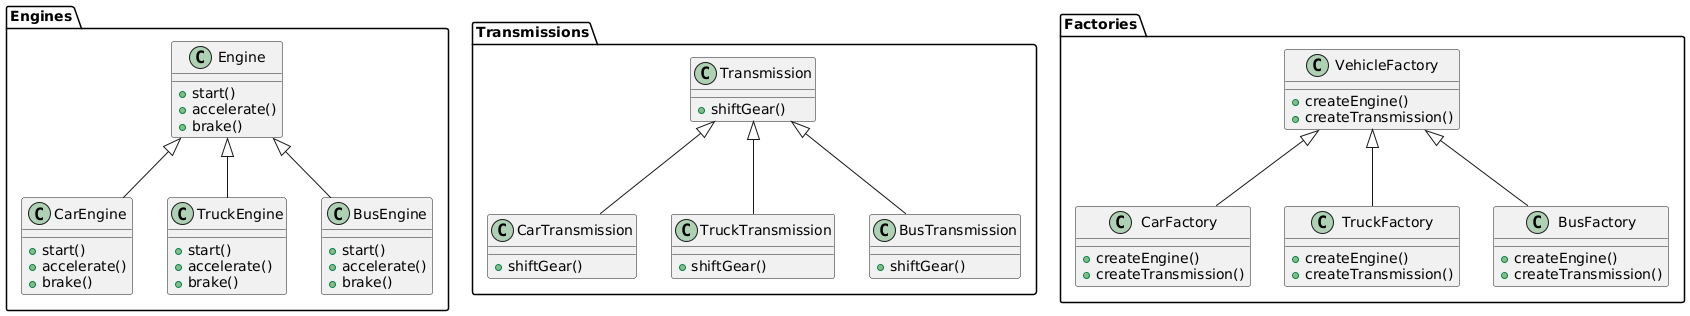 Engines
C Engine
start()
accelerate()
brake()
C CarEngine
start()
accelerate()
brake()
C TruckEngine
start()
accelerate()
brake()
C BusEngine
start()
accelerate()
brake()
Transmissions
C Transmission
shiftGear()
C CarTransmission
shiftGear()
C TruckTransmission
shiftGear()
C BusTransmission
shiftGear()
Factories
C VehicleFactory
createEngine()
createTransmission()
C CarFactory
createEngine()
createTransmission()
C TruckFactory
createEngine()
createTransmission()
C BusFactory
createEngine()
createTransmission()